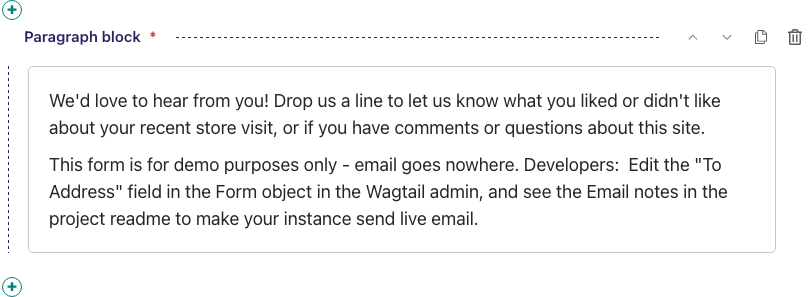 Paragraph block *
We'd love to hear from you! Drop us a line to let us know what you liked or didn't like
about your recent store visit, or if you have comments or questions about this site.
This form is for demo purposes only - email goes nowhere. Developers:  Edit the "To
Address" field in the Form object in the Wagtail admin, and see the Email notes in the
project readme to make your instance send live email.